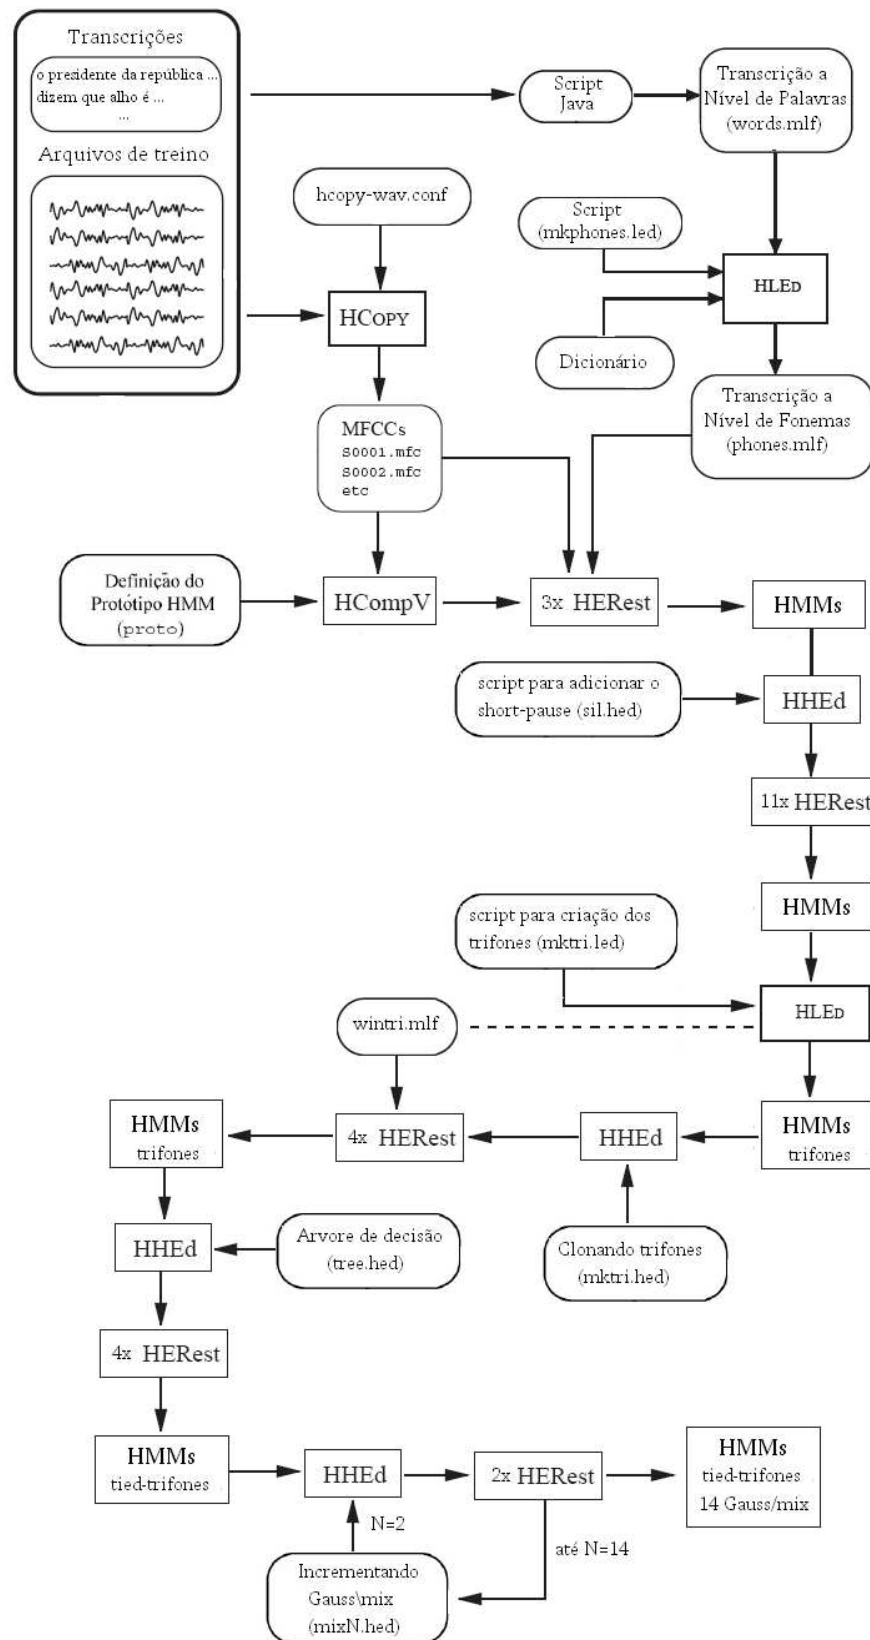 Transcrições
o presidente da república ...
dizem que alho é ...
...
Arquivos de treino
Script
Java
Transcrição a
Nível de Palavras
(words.mlf)
hcopy-wav.conf
Script
(mkphones.led)
HCOPY
HLED
Dicionário
MFCCs
S0001.mfc
S0002.mfc
etc
Transcrição a
Nível de Fonemas
(phones.mlf)
Definição do
Protótipo HMM
(proto)
HCompV
3x HERest
HMMs
script para adicionar o
short-pause (sil.hed)
HHEd
11x HERest
HMMs
script para criação dos
trifones (mktri.led)
HLED
wintri.mlf
HMMs
trifones
HHEd
4x HERest
HMMs
trifones
Clonando trifones
(mktri.hed)
HHEd
Arvore de decisão
(tree.hed)
4x HERest
HMMs
tied-trifones
HHEd
2x HERest
HMMs
tied-trifones
14 Gauss/mix
N=2
até N=14
Incrementando
Gauss\mix
(mixN.hed)